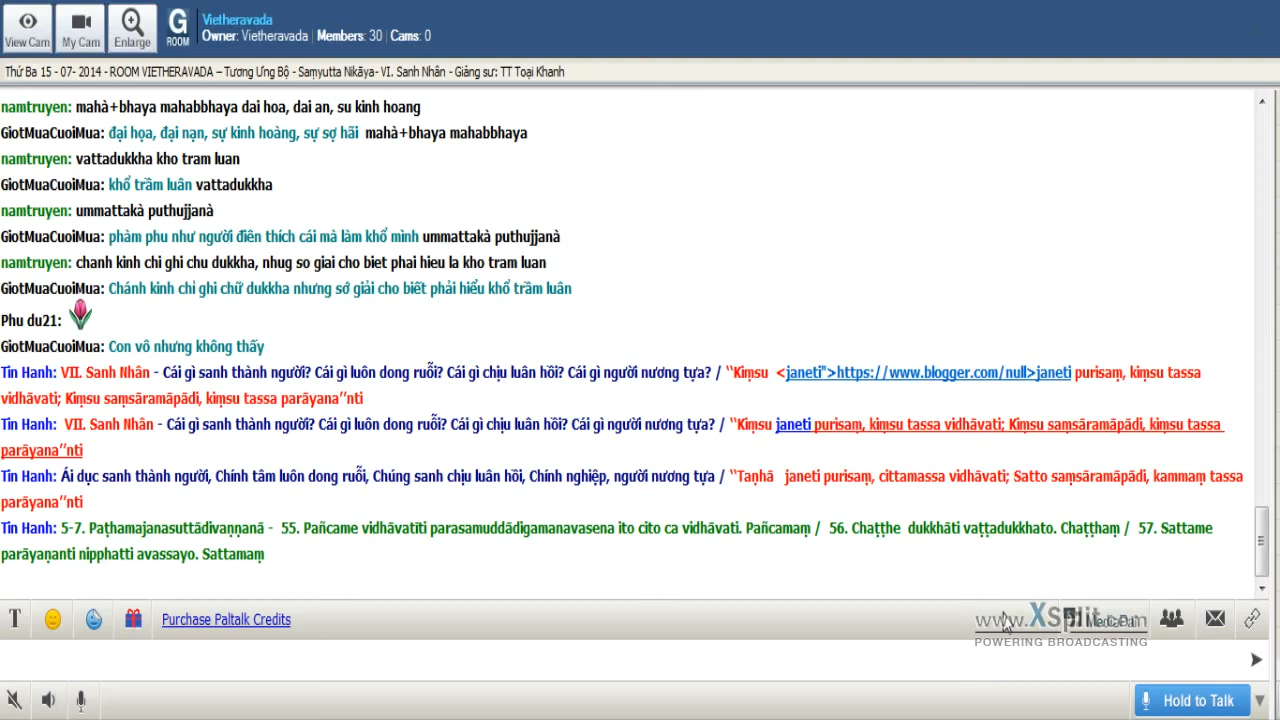 View Cam
My Cam
Enlarge
G
ROOM
Vietheravada
Owner: Vietheravada | Members: 30 | Cams: 0
Thứ Ba 15 - 07- 2014 - ROOM VIETHERAVADA – Tương Ưng Bộ - Saṃyutta Nikāya- VI. Sanh Nhân - Giảng sư: TT Toại Khanh
namtruyen: mahà+bhaya mahabbhaya dai hoa, dai an, su kinh hoang
GiotMuaCuoiMua: đại họa, đại nạn, sự kinh hoàng, sự sợ hãi mahà+bhaya mahabbhaya
namtruyen: vattadukkha kho tram luan
GiotMuaCuoiMua: khổ trầm luân vattadukkha
namtruyen: ummattakà puthujjanà
GiotMuaCuoiMua: phàm phu như người điên thích cái mà làm khổ mình ummattakà puthujjanà
namtruyen: chanh kinh chi ghi chu dukkha, nhug so giai cho biet phai hieu la kho tram luan
GiotMuaCuoiMua: Chánh kinh chỉ ghi chữ dukkha nhưng sớ giải cho biết phải hiểu khổ trầm luân
Phu du21:
GiotMuaCuoiMua: Con vô nhưng không thấy
Tin Hanh: VII. Sanh Nhân - Cái gì sanh thành người? Cái gì luôn dong ruỗi? Cái gì chịu luân hồi? Cái gì người nương tựa? / ‘‘Kiṃsu <janeti">https://www.blogger.com/null>janeti purisaṃ, kiṃsu tassa
vidhāvati; Kiṃsu saṃsāramāpādi, kiṃsu tassa parāyana’’nti
Tin Hanh: VII. Sanh Nhân - Cái gì sanh thành người? Cái gì luôn dong ruỗi? Cái gì chịu luân hồi? Cái gì người nương tựa? / ‘‘Kiṃsu janeti purisaṃ, kiṃsu tassa vidhāvati; Kiṃsu saṃsāramāpādi, kiṃsu tassa
parāyana’’nti
Tin Hanh: Ái dục sanh thành người, Chính tâm luôn dong ruỗi, Chúng sanh chịu luân hồi, Chính nghiệp, người nương tựa / ‘‘Taṇhā janeti purisaṃ, cittamassa vidhāvati; Satto saṃsāramāpādi, kammaṃ tassa
parāyana’’nti
Tin Hanh: 5-7. Paṭhamajanasuttādivaṇṇanā - 55. Pañcame vidhāvatīti parasamuddādigamanavasena ito cito ca vidhāvati. Pañcamaṃ / 56. Chaṭṭhe dukkhāti vaṭṭadukkhato. Chaṭṭhaṃ / 57. Sattame
parāyaṇanti nipphatti avassayo. Sattamaṃ
T
Purchase Paltalk Credits
www.XSplit.com
POWERING BROADCASTING
Hold to Talk